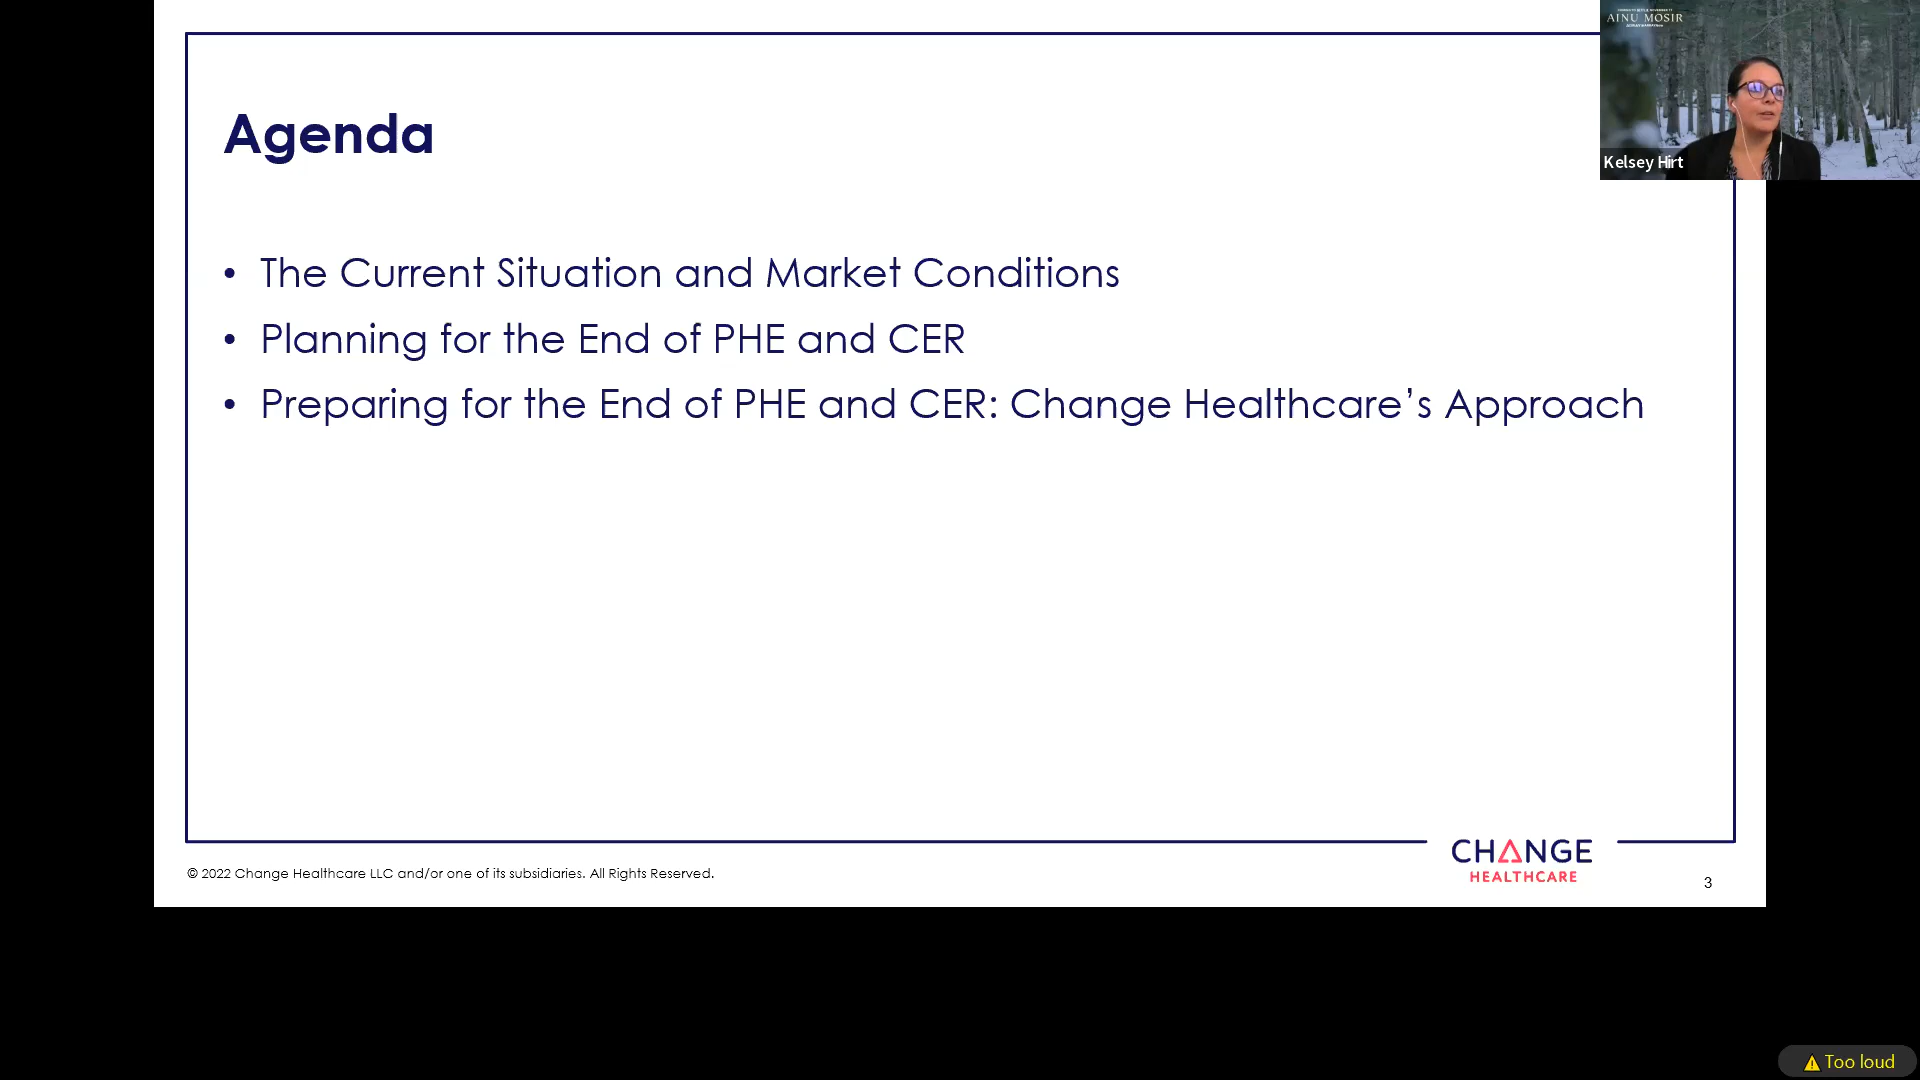 AINU MOSIR
Kelsey Hirt
Agenda
• The Current Situation and Market Conditions
• Planning for the End of PHE and CER
• Preparing for the End of PHE and CER: Change Healthcare’s Approach
© 2022 Change Healthcare LLC and/or one of its subsidiaries. All Rights Reserved.
CHANGE
HEALTHCARE
3
Too loud